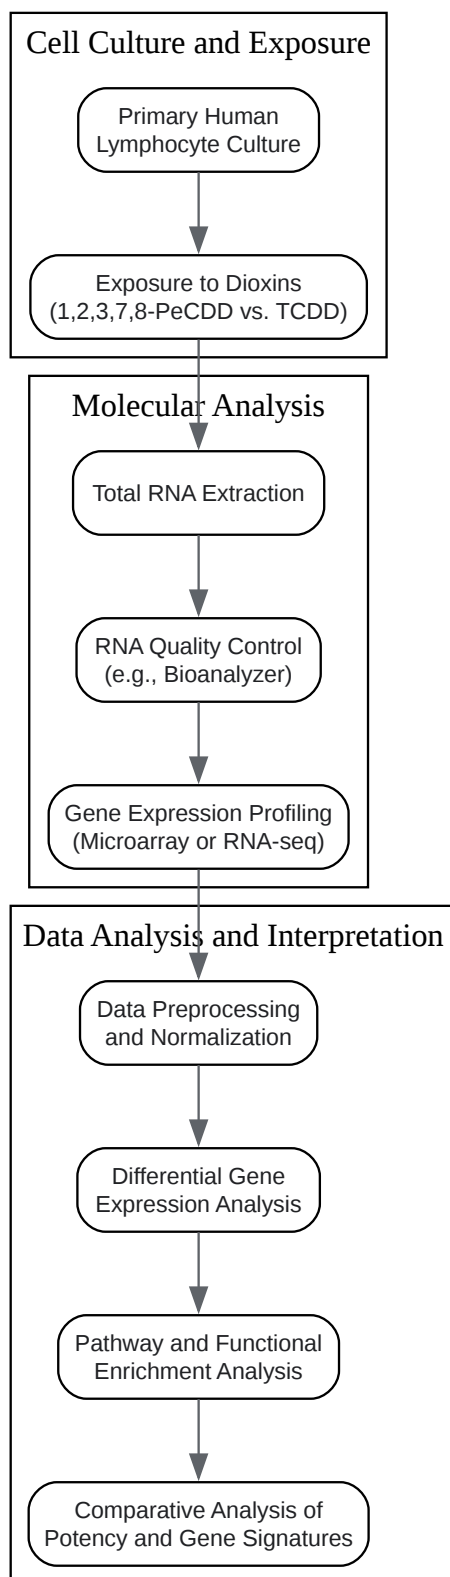 Cell Culture and Exposure
Primary Human
Lymphocyte Culture
Exposure to Dioxins
(1,2,3,7,8-PeCDD vs. TCDD)
Molecular Analysis
Total RNA Extraction
RNA Quality Control
(e.g., Bioanalyzer)
Gene Expression Profiling
(Microarray or RNA-seq)
Data Analysis and Interpretation
Data Preprocessing
and Normalization
Differential Gene
Expression Analysis
Pathway and Functional
Enrichment Analysis
Comparative Analysis of
Potency and Gene Signatures